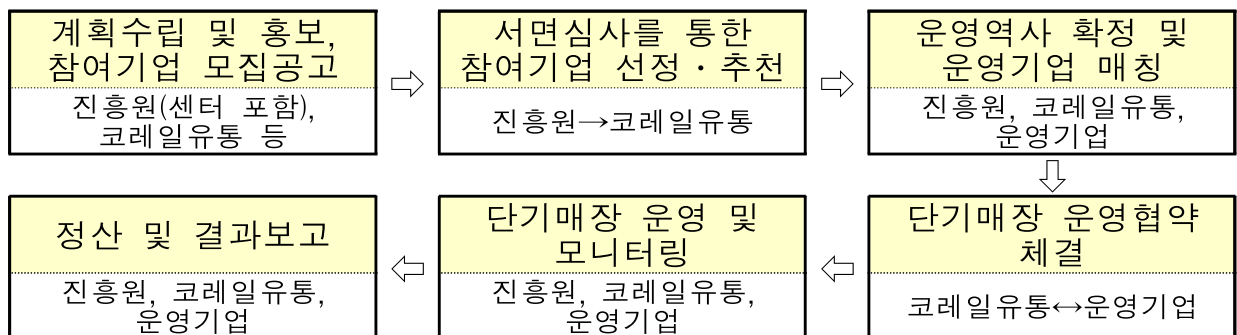 계획수립 및 홍보,
참여기업 모집공고
진흥원(센터 포함),
코레일유통 등
서면심사를 통한
참여기업 선정・추천
진흥원→코레일유통
운영역사 확정 및
운영기업 매칭
진흥원, 코레일유통,
운영기업
단기매장 운영협약
체결
코레일유통↔운영기업
단기매장 운영 및
모니터링
진흥원, 코레일유통,
운영기업
정산 및 결과보고
진흥원, 코레일유통,
운영기업